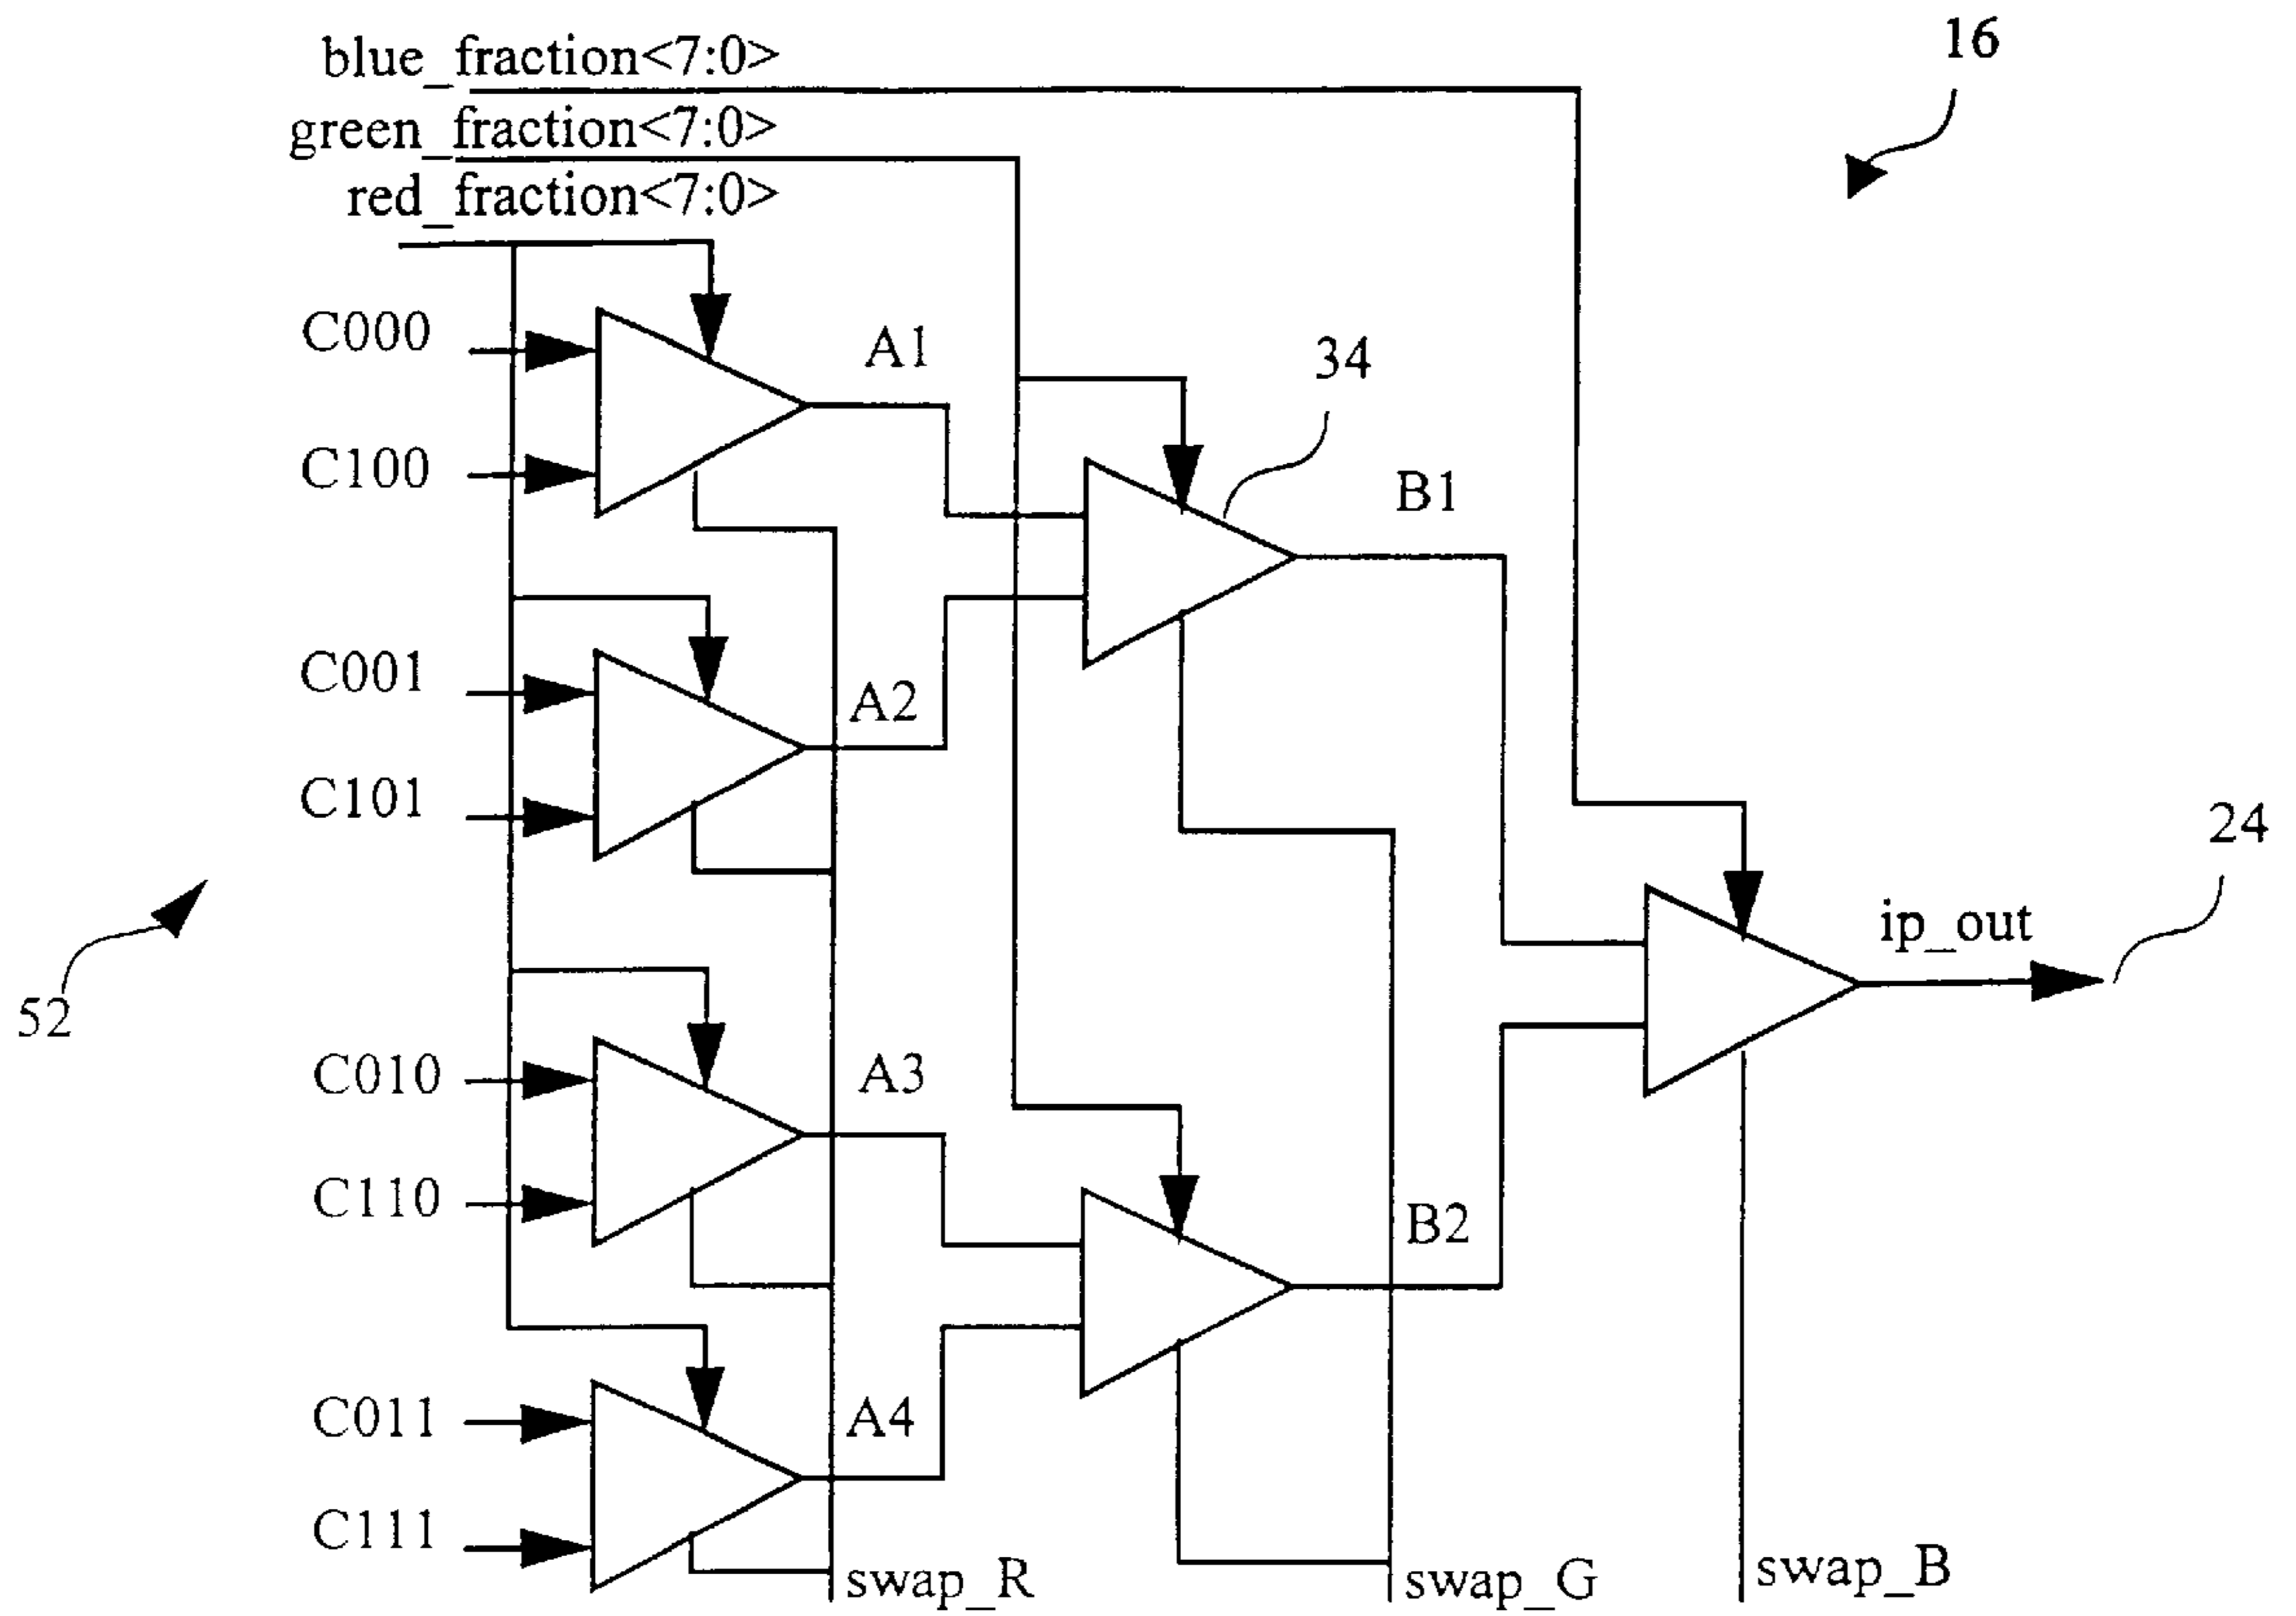 16
blue_fraction<7:0>
green_fraction<7:0>
red_fraction<7:0>
C000
A1
34
C100
B1
C001
A2
C101
24
ip_out
52
C010
A3
C110
B2
C011
A4
C111
swap_R
swap_G
swap_B